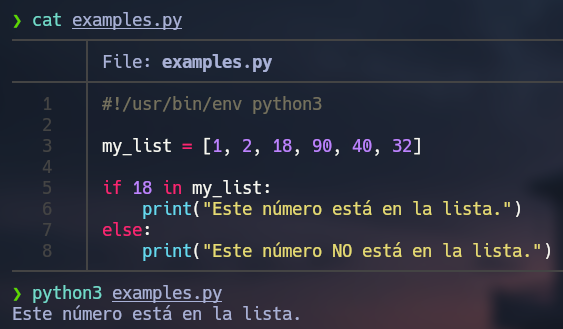 ❯ cat examples.py
File: examples.py
1 #!/usr/bin/env python3
2
3 my_list = [1, 2, 18, 90, 40, 32]
4
5 if 18 in my_list:
6     print("Este número está en la lista.")
7 else:
8     print("Este número NO está en la lista.")
❯ python3 examples.py
Este número está en la lista.